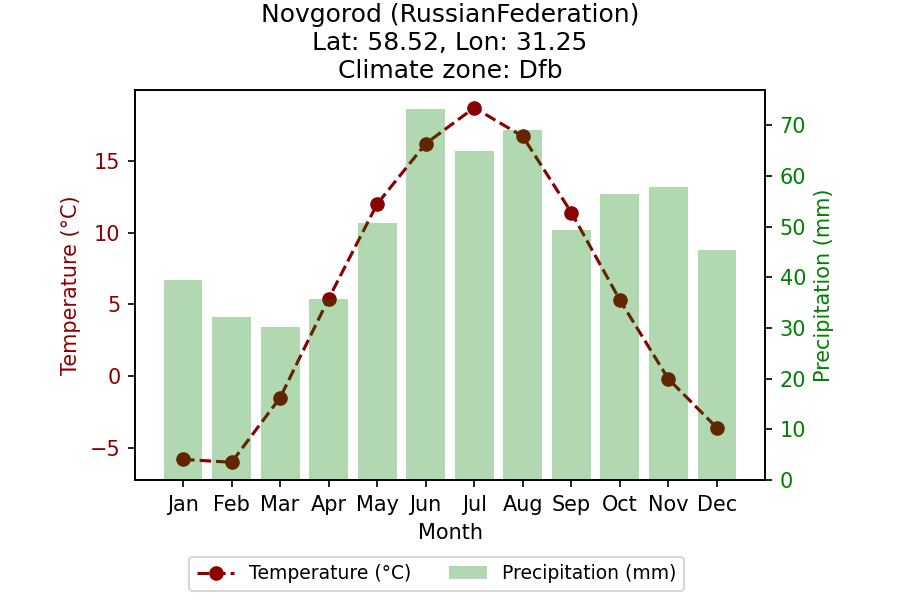 Novgorod (RussianFederation)
Lat: 58.52, Lon: 31.25
Climate zone: Dfb
Temperature (°C)
15
10
5
0
−5
70
60
50
40
30
20
10
0
Precipitation (mm)
Jan Feb Mar Apr May Jun Jul Aug Sep Oct Nov Dec
Month
Temperature (°C) Precipitation (mm)